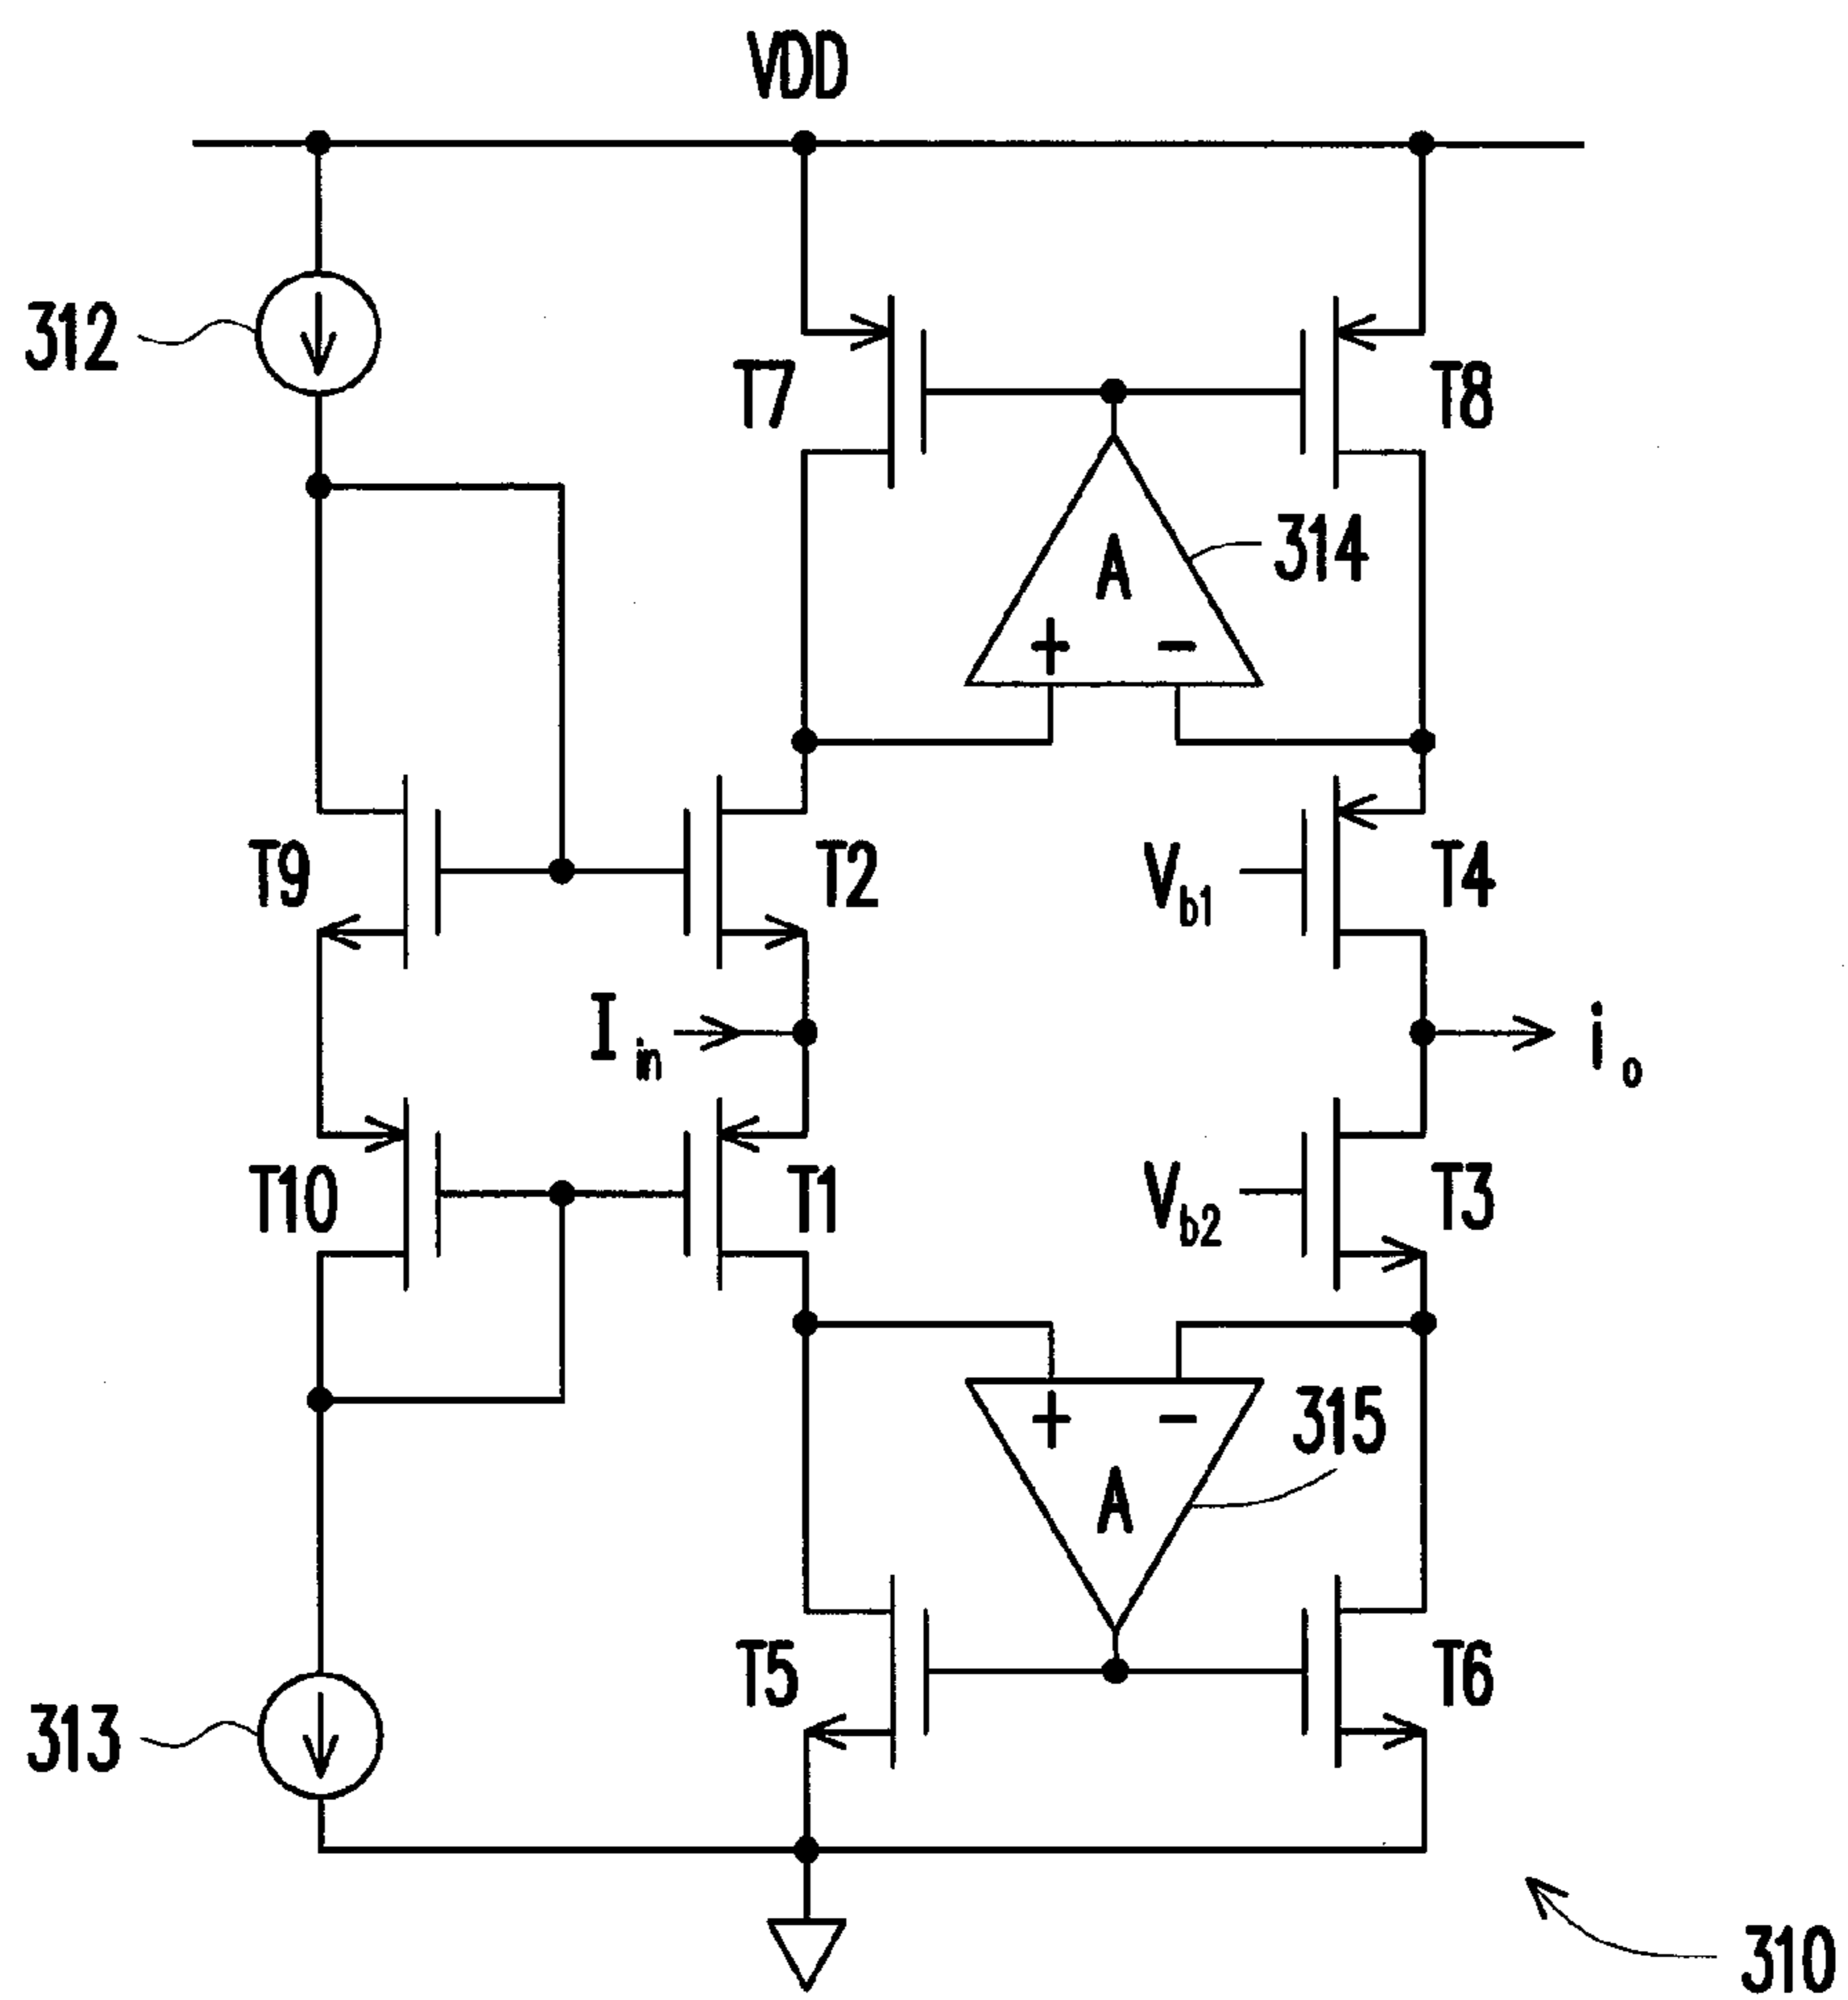 VDD
312
T7
T8
A
314
+ -
T9
T2
Vb1
T4
Iin
io
T10
T1
Vb2
T3
+ -
315
A
T5
T6
313
310